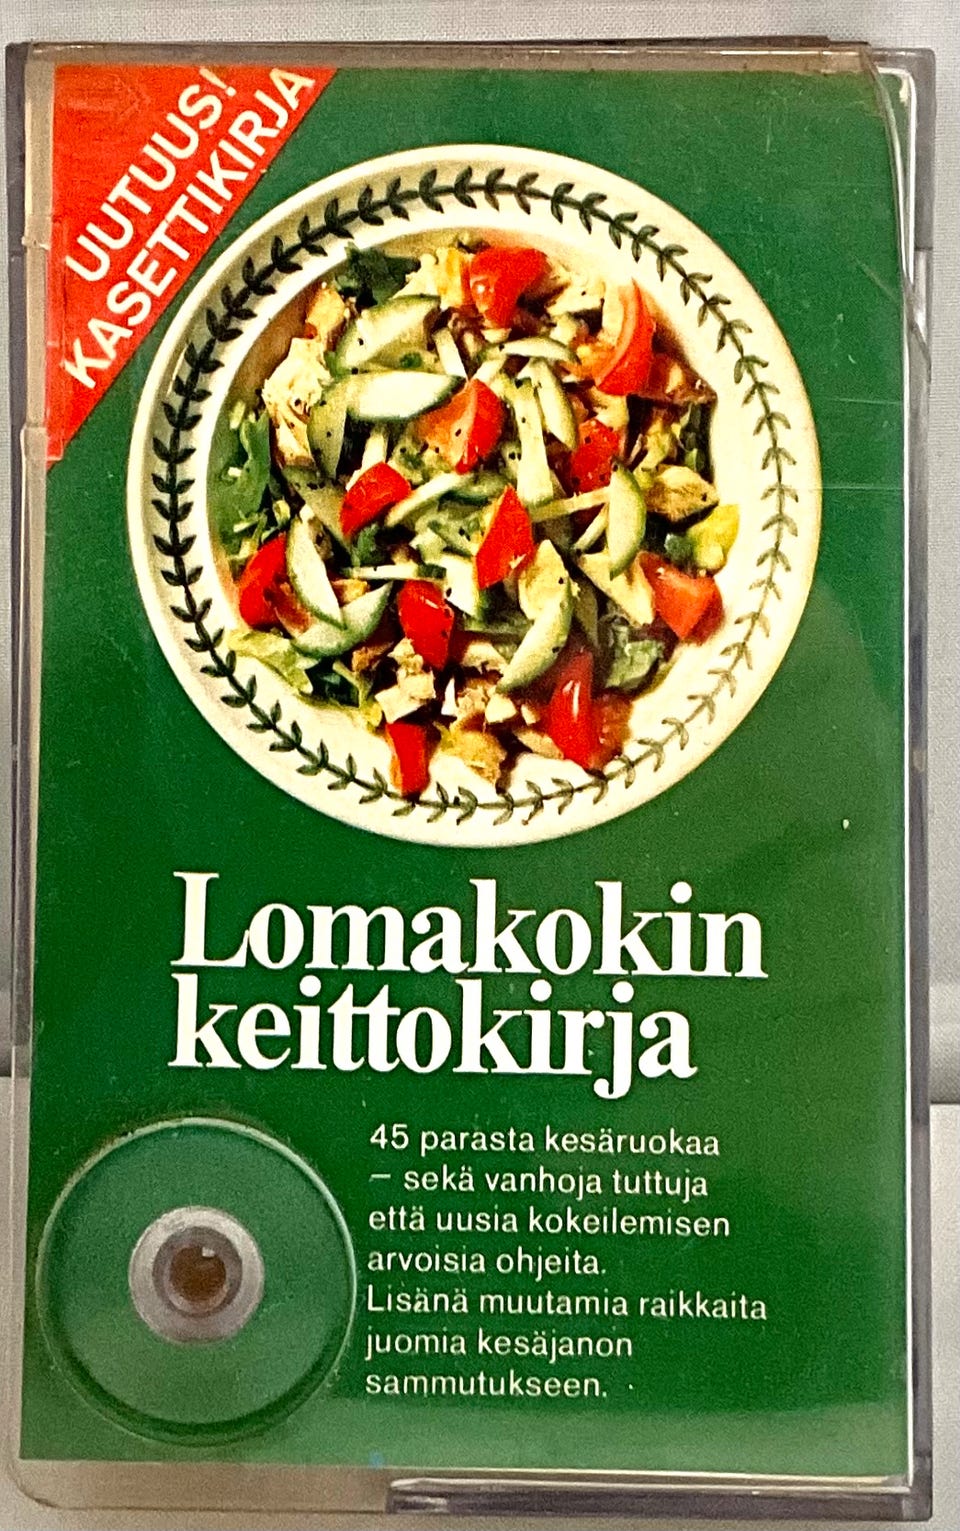 UUTUUS!
KASETTIKIRJA
Lomakokin
keittokirja
45 parasta kesäruokaa
– sekä vanhoja tuttuja
että uusia kokeilemisen
arvoisia ohjeita.
Lisänä muutamia raikkaita
juomia kesäjanon
sammutukseen.